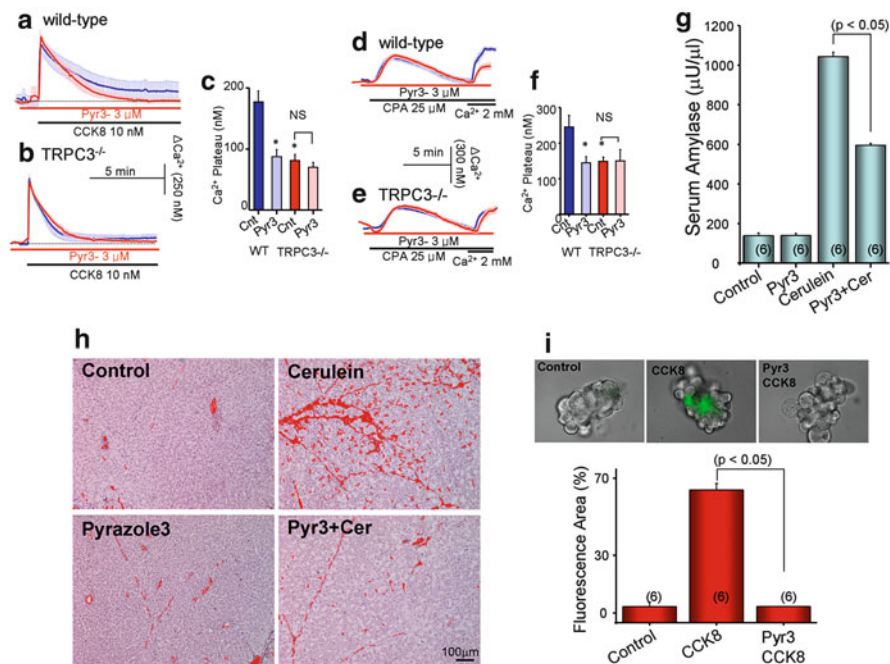 a wild-type
Pyr3- 3 µM
CCK8 10 nM
b TRPC3-/-
5 min
ΔCa²⁺ (250 nM)
Pyr3- 3 µM
CCK8 10 nM
c
Ca²⁺ Plateau (nM)
200
100
0
NS
*
*
Cnt
Pyr3
Cnt
Pyr3
WT TRPC3-/-
d
wild-type
Pyr3- 3 µM
CPA 25 µM
Ca²⁺ 2 mM
5 min
ΔCa²⁺ (300 nM)
e TRPC3-/-
Pyr3- 3 µM
CPA 25 µM
Ca²⁺ 2 mM
f
Ca²⁺ Plateau (nM)
300
200
150
0
NS
*
*
Cnt
Pyr3
Cnt
Pyr3
WT TRPC3-/-
g
(p < 0.05)
Serum Amylase (µU/µl)
1200
1000
800
600
400
200
0
(6)
(6)
(6)
(6)
Control
Pyr3
Cerulein
Pyr3+Cer
h
Control
Cerulein
Pyrazole3
Pyr3+Cer
100µm
i
Control
CCK8
Pyr3
CCK8
(p < 0.05)
Fluorescence Area (%)
70
30
0
(6)
(6)
(6)
Control
CCK8
Pyr3
CCK8